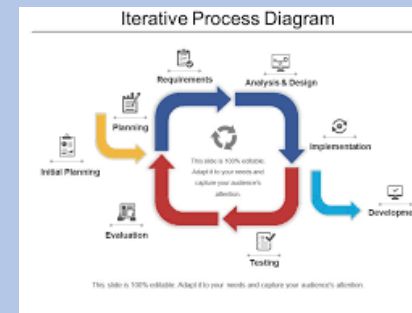 Iterative Process Diagram
Requirements
Analysis & Design
Planning
Implementation
Initial Planning
This slide is 100% editable.
Adapt it to your needs and
capture your audience's
attention.
Developme
Evaluation
Testing
This slide is 100% editable. Adapt it to your needs and capture your audience's attention.